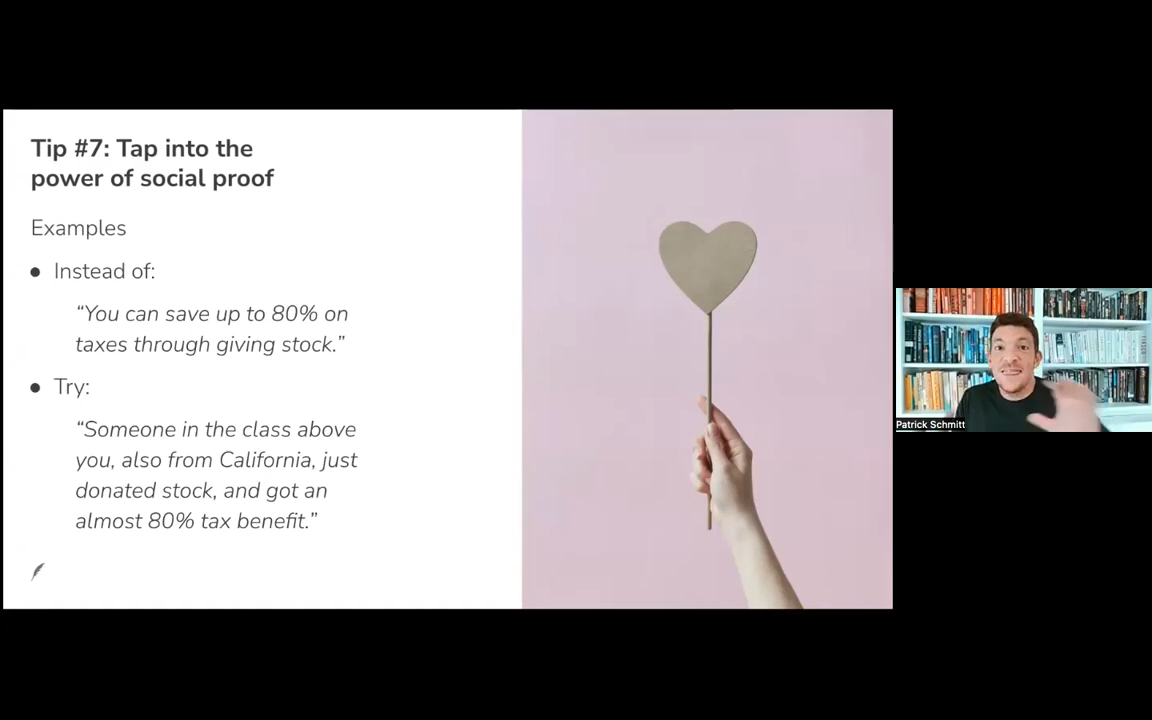 Tip #7: Tap into the
power of social proof
Examples
● Instead of:
“You can save up to 80% on
taxes through giving stock.”
● Try:
“Someone in the class above
you, also from California, just
donated stock, and got an
almost 80% tax benefit.”
Patrick Schmitt